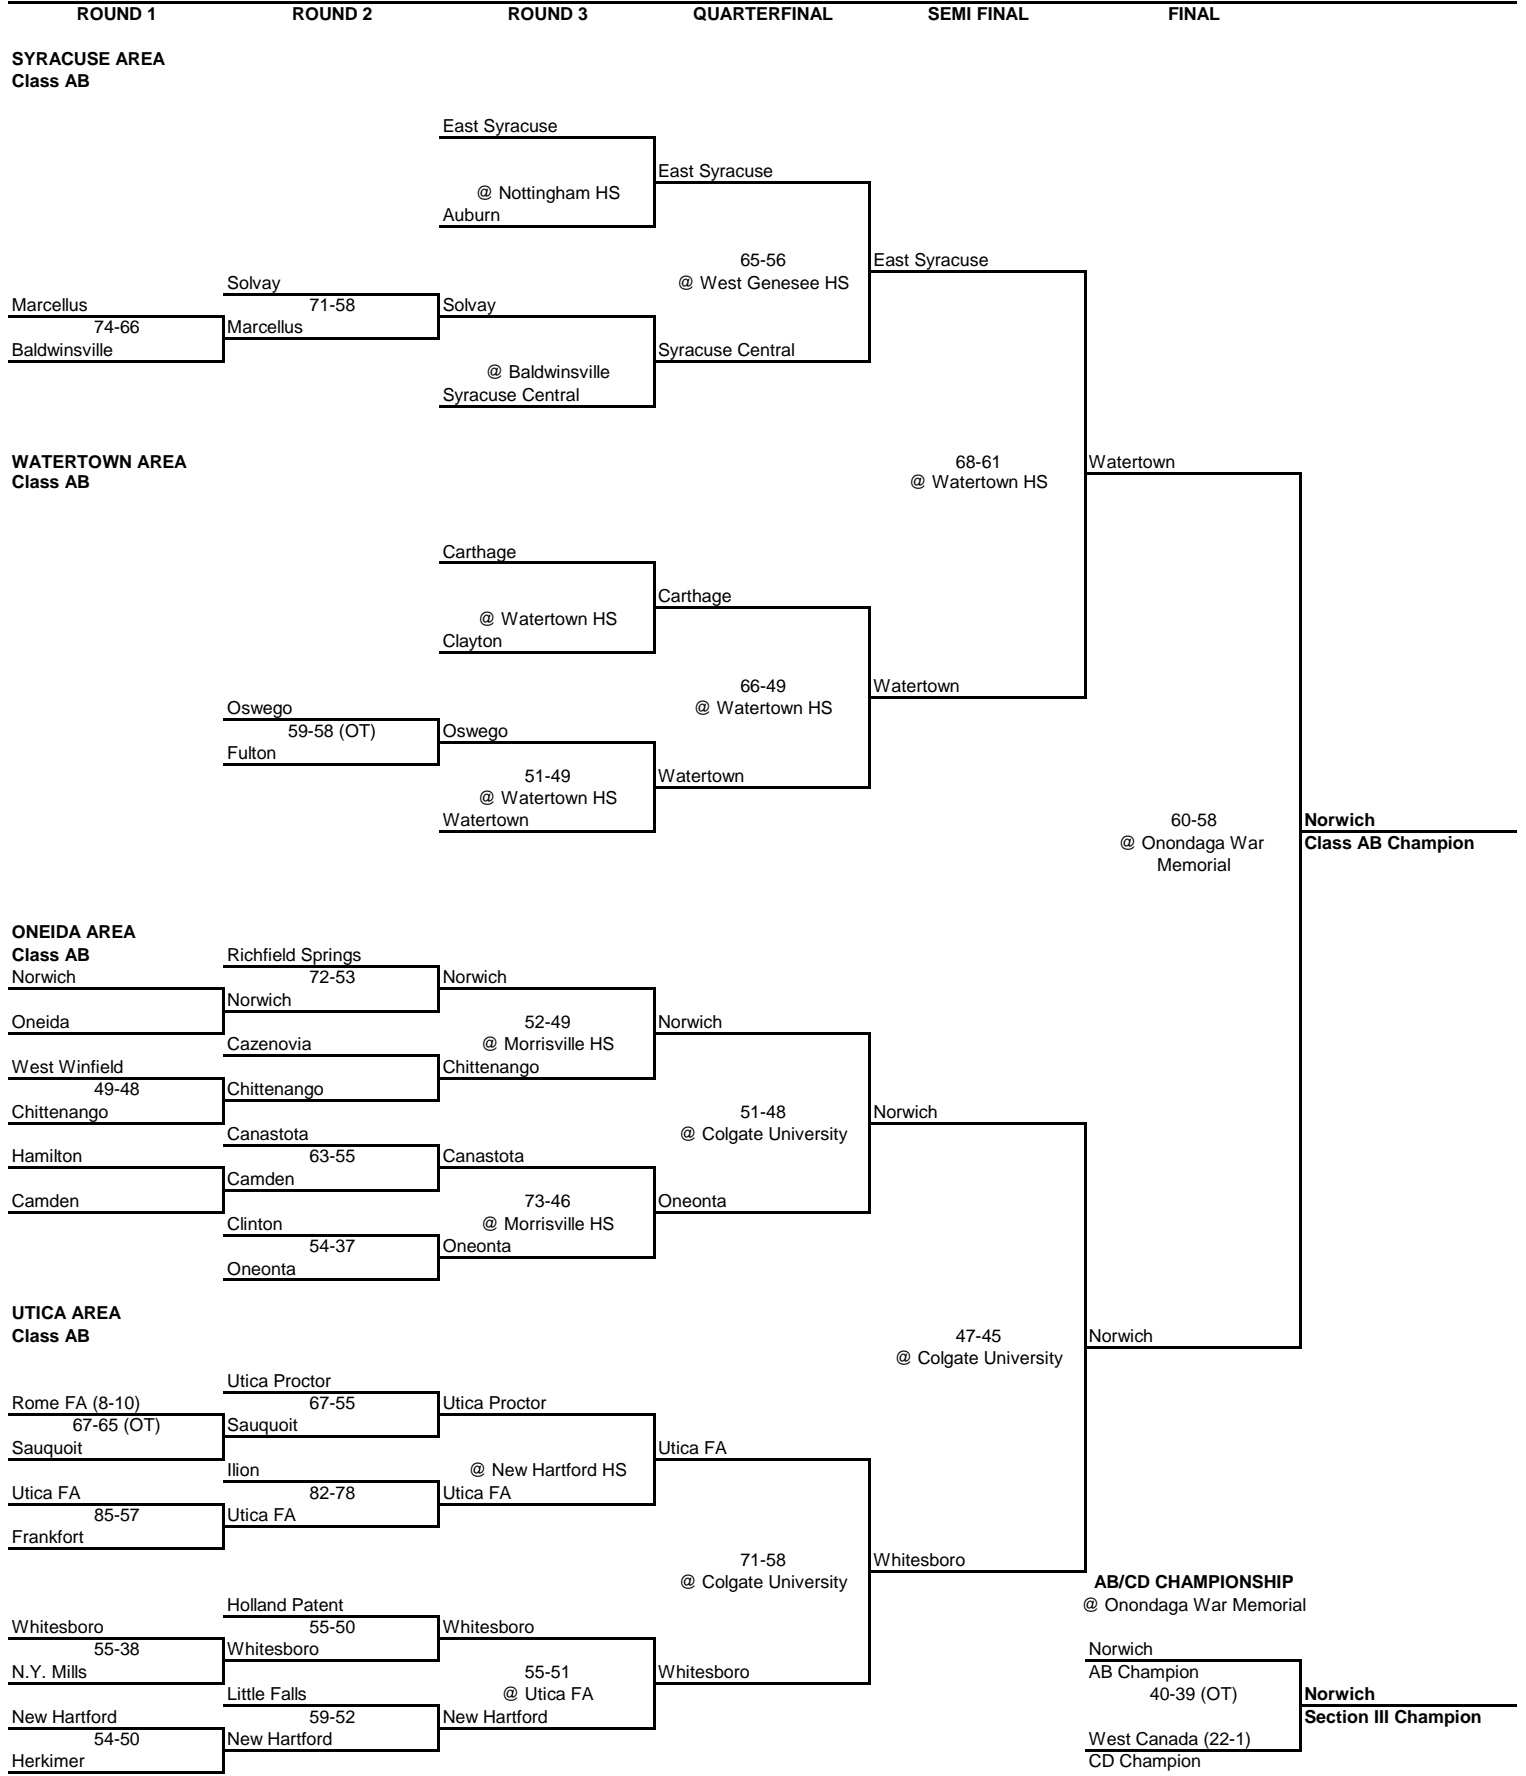 ROUND 1 ROUND 2 ROUND 3 QUARTERFINAL SEMI FINAL FINAL
SYRACUSE AREA
Class AB
East Syracuse
East Syracuse
@ Nottingham HS
Auburn
65-56 East Syracuse
Solvay @ West Genesee HS
Marcellus 71-58 Solvay
74-66 Marcellus
Baldwinsville Syracuse Central
@ Baldwinsville
Syracuse Central
WATERTOWN AREA 68-61 Watertown
Class AB @ Watertown HS
Carthage
Carthage
@ Watertown HS
Clayton
66-49 Watertown
Oswego @ Watertown HS
59-58 (OT) Oswego
Fulton
51-49 Watertown
@ Watertown HS
Watertown 60-58 Norwich
@ Onondaga War Class AB Champion
Memorial
ONEIDA AREA
Class AB Richfield Springs
Norwich 72-53 Norwich
Norwich
Oneida 52-49 Norwich
Cazenovia @ Morrisville HS
West Winfield Chittenango
49-48 Chittenango
Chittenango 51-48 Norwich
Canastota @ Colgate University
Hamilton 63-55 Canastota
Camden
Camden 73-46 Oneonta
Clinton @ Morrisville HS
54-37 Oneonta
Oneonta
UTICA AREA
Class AB 47-45 Norwich
@ Colgate University
Utica Proctor
Rome FA (8-10) 67-55 Utica Proctor
67-65 (OT) Sauquoit
Sauquoit Utica FA
Ilion @ New Hartford HS
Utica FA 82-78 Utica FA
85-57 Utica FA
Frankfort
71-58 Whitesboro
@ Colgate University AB/CD CHAMPIONSHIP
Holland Patent @ Onondaga War Memorial
Whitesboro 55-50 Whitesboro
55-38 Whitesboro Norwich
N.Y. Mills 55-51 Whitesboro AB Champion
Little Falls @ Utica FA 40-39 (OT) Norwich
New Hartford 59-52 New Hartford Section III Champion
54-50 New Hartford West Canada (22-1)
Herkimer CD Champion